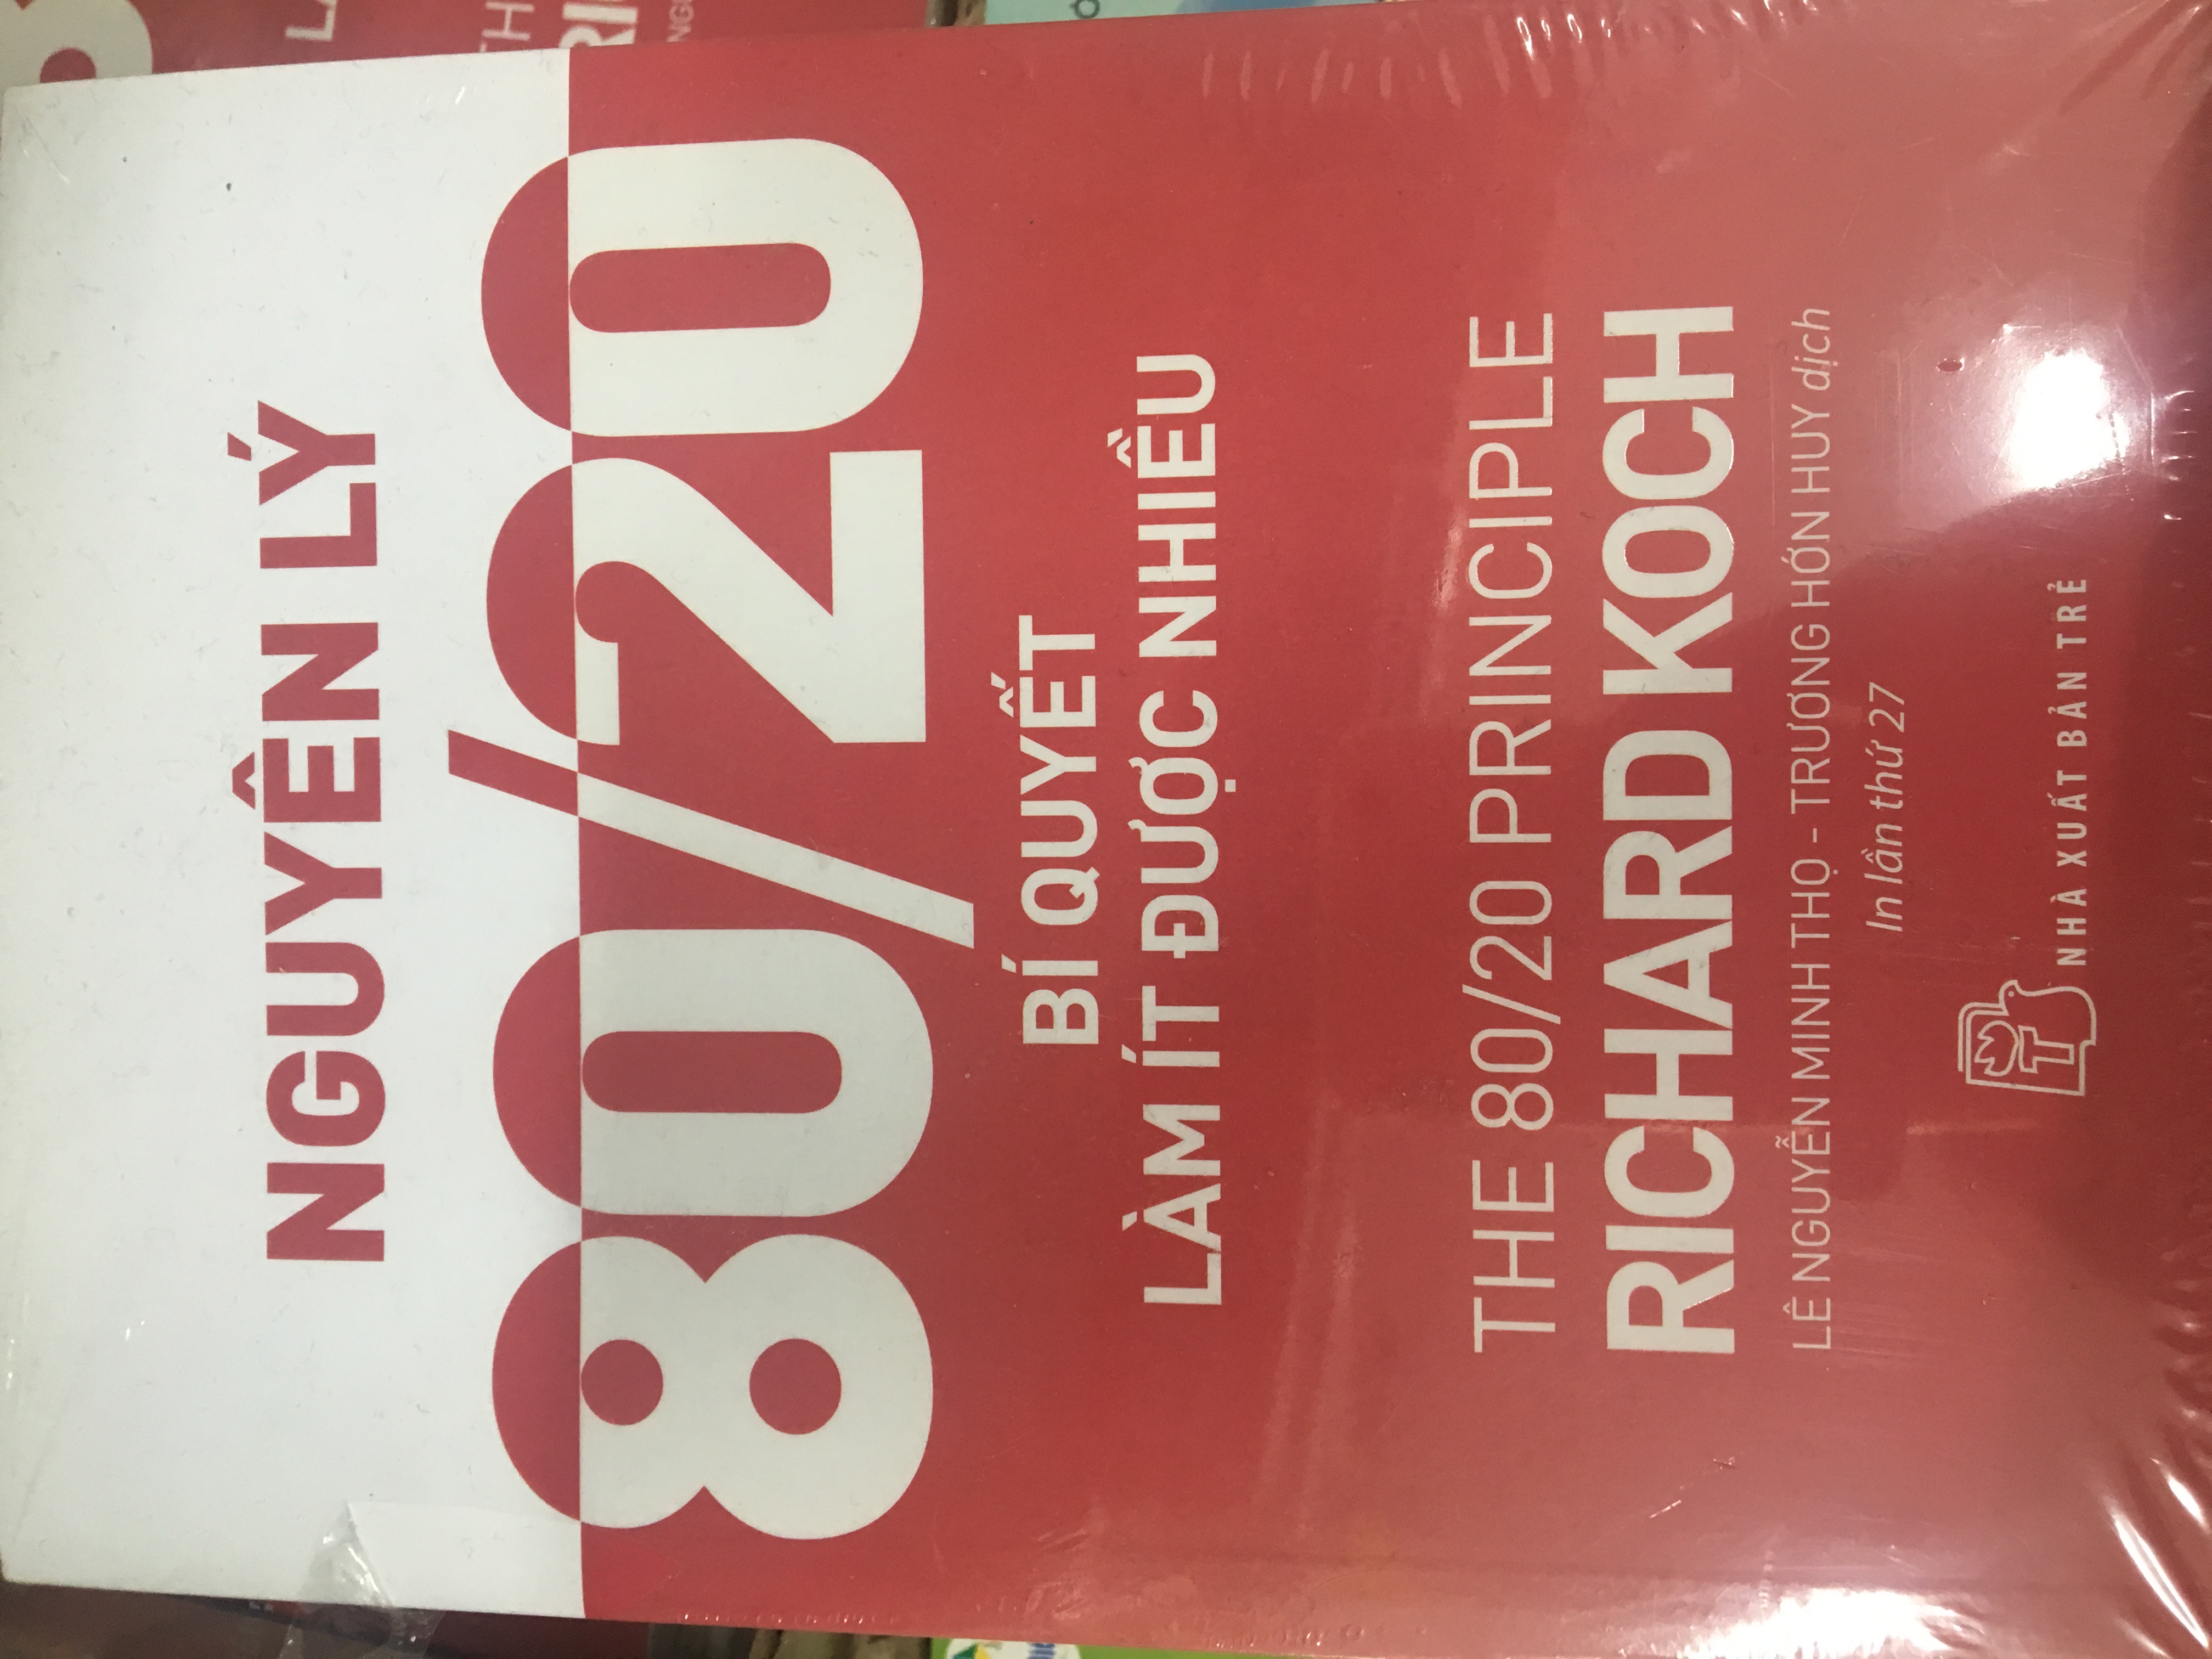 NGUYÊN LÝ
80/20
BÍ QUYẾT
LÀM ÍT ĐƯỢC NHIỀU
THE 80/20 PRINCIPLE
RICHARD KOCH
LÊ NGUYỄN MINH THỌ - TRƯƠNG HỚN HUY dịch
In lần thứ 27
NHÀ XUẤT BẢN TRẺ